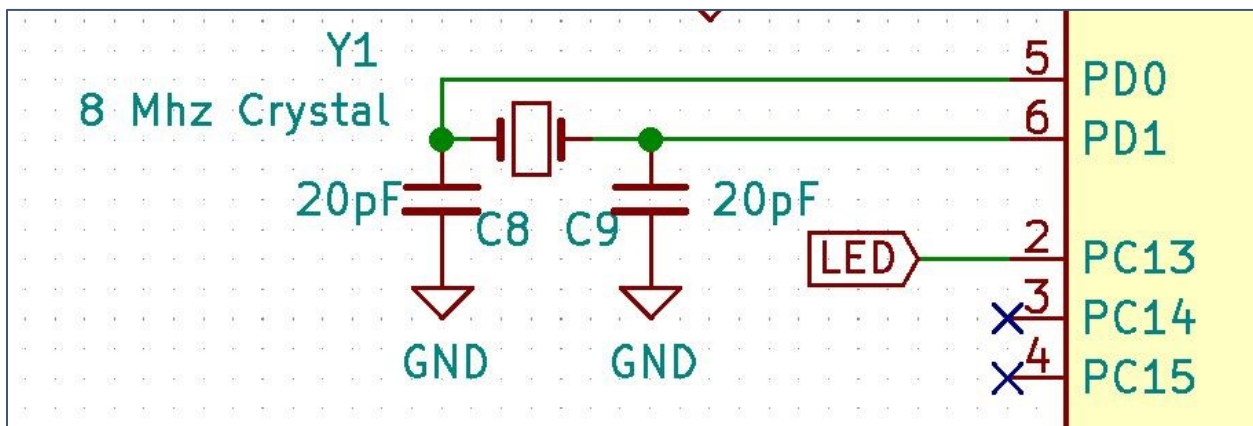 Y1
8 Mhz Crystal
20pF
C8
C9
20pF
GND
GND
LED
5
PD0
6
PD1
2
PC13
3
PC14
4
PC15